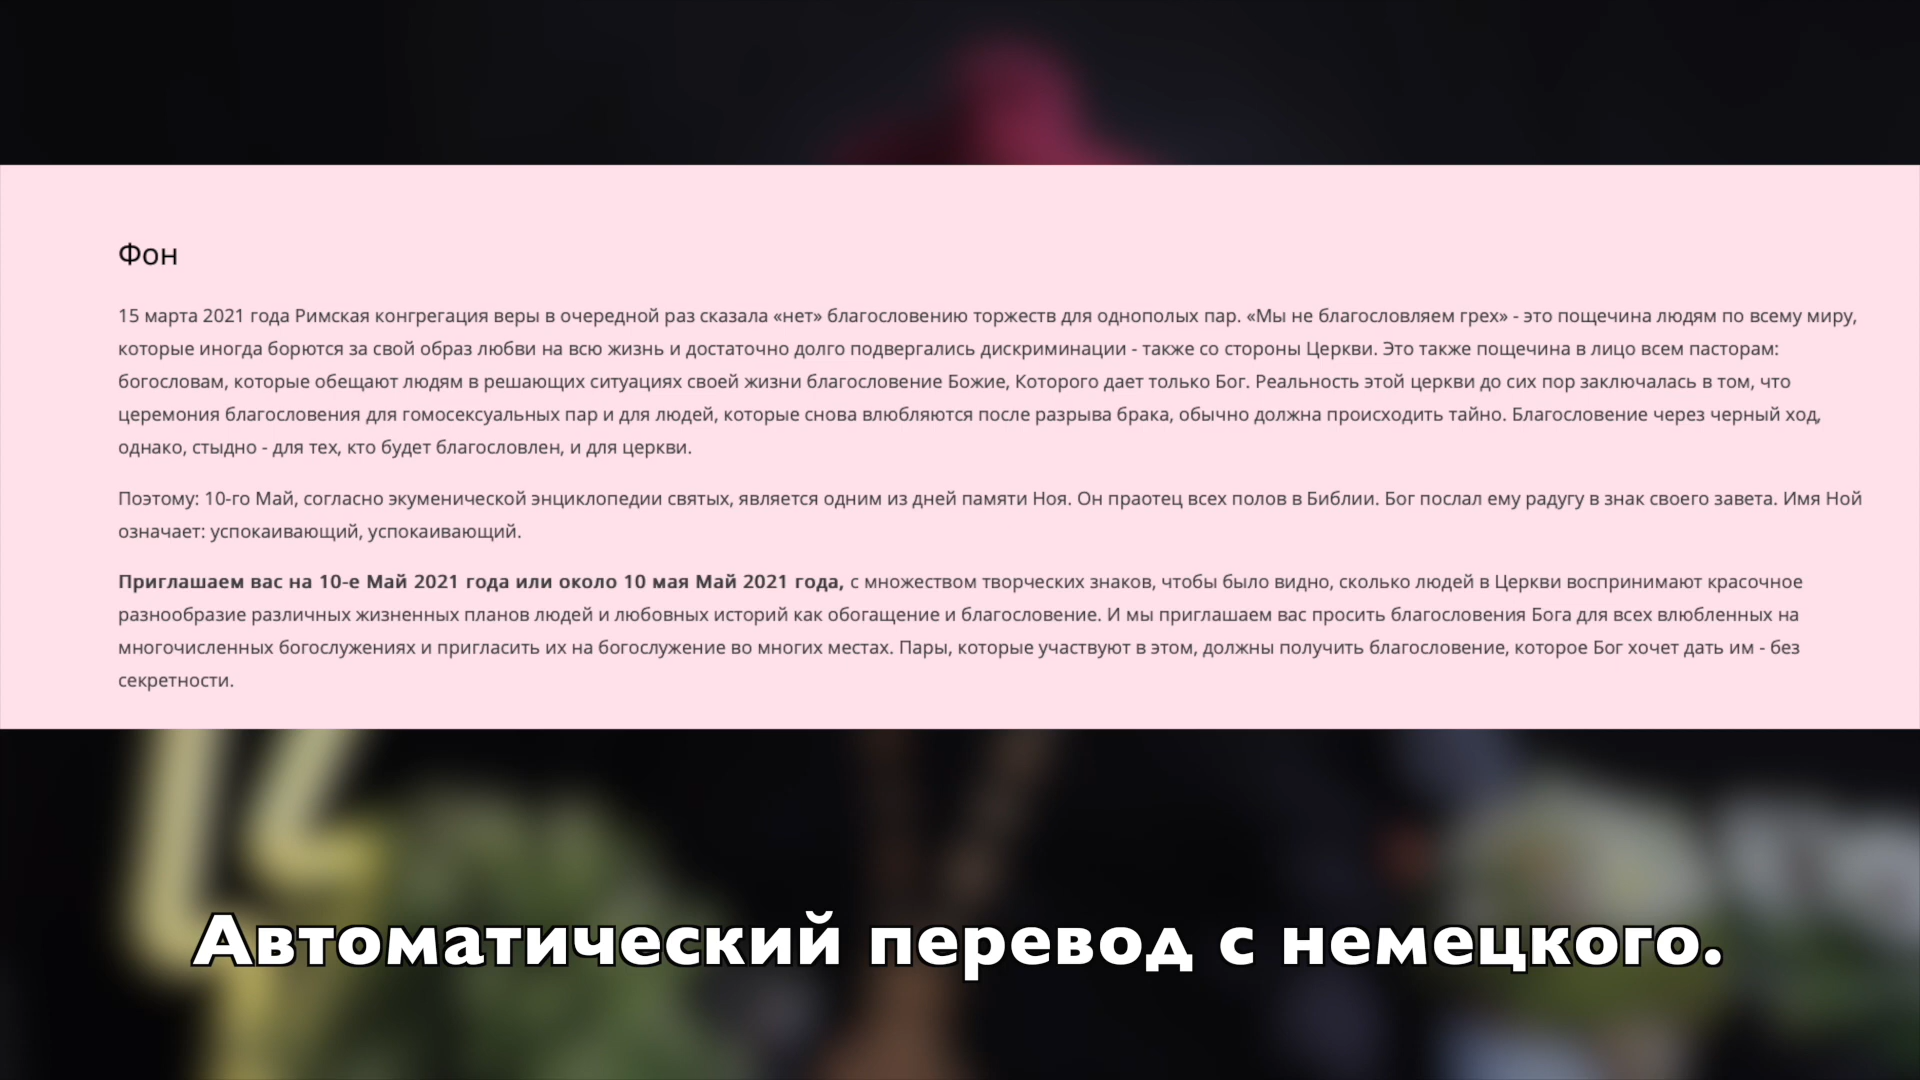 Фон
15 марта 2021 года Римская конгрегация веры в очередной раз сказала «нет» благословению торжеств для однополых пар. «Мы не благословляем грех» - это пощечина людям по всему миру,
которые иногда борются за свой образ любви на всю жизнь и достаточно долго подвергались дискриминации - также со стороны Церкви. Это также пощечина в лицо всем пасторам:
богословам, которые обещают людям в решающих ситуациях своей жизни благословение Божие, Которого дает только Бог. Реальность этой церкви до сих пор заключалась в том, что
церемония благословения для гомосексуальных пар и для людей, которые снова влюбляются после разрыва брака, обычно должна происходить тайно. Благословение через черный ход,
однако, стыдно - для тех, кто будет благословлен, и для церкви.
Поэтому: 10-го Май, согласно экуменической энциклопедии святых, является одним из дней памяти Ноя. Он праотец всех полов в Библии. Бог послал ему радугу в знак своего завета. Имя Ной
означает: успокаивающий, успокаивающий.
Приглашаем вас на 10-е Май 2021 года или около 10 мая Май 2021 года, с множеством творческих знаков, чтобы было видно, сколько людей в Церкви воспринимают красочное
разнообразие различных жизненных планов людей и любовных историй как обогащение и благословение. И мы приглашаем вас просить благословения Бога для всех влюбленных на
многочисленных богослужениях и пригласить их на богослужение во многих местах. Пары, которые участвуют в этом, должны получить благословение, которое Бог хочет дать им - без
секретности.
Автоматический перевод с немецкого.